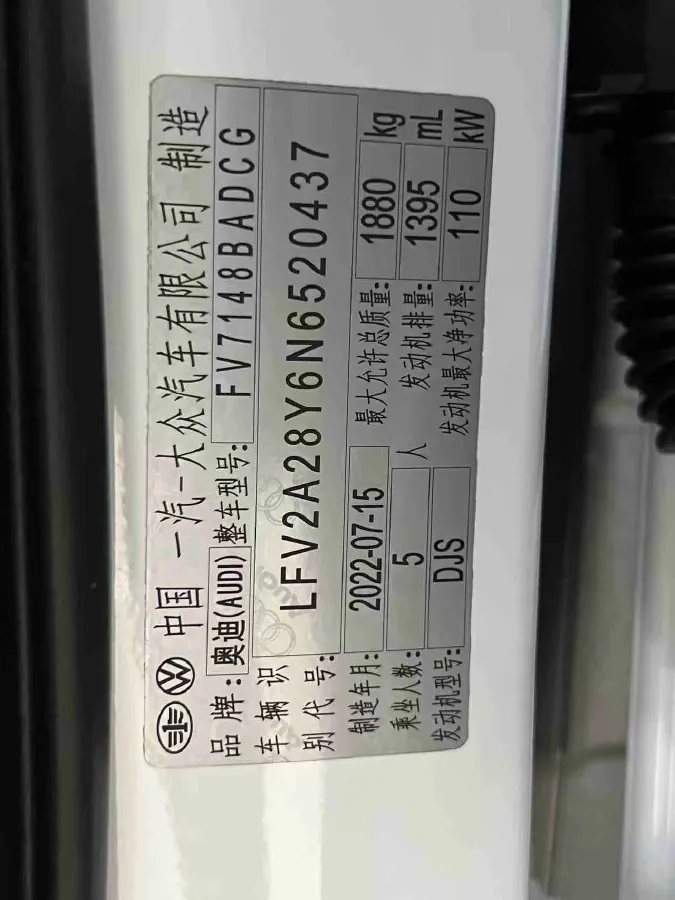 中国 一汽-大众汽车有限公司 制造
品牌: 奥迪(AUDI) 整车型号: FV7148BADCG
车辆识别代号: LFV2A28Y6N6520437
制造年月: 2022-07-15 最大允许总质量: 1880 kg
乘坐人数: 5 人 发动机排量: 1395 mL
发动机型号: DJS 发动机最大净功率: 110 kW